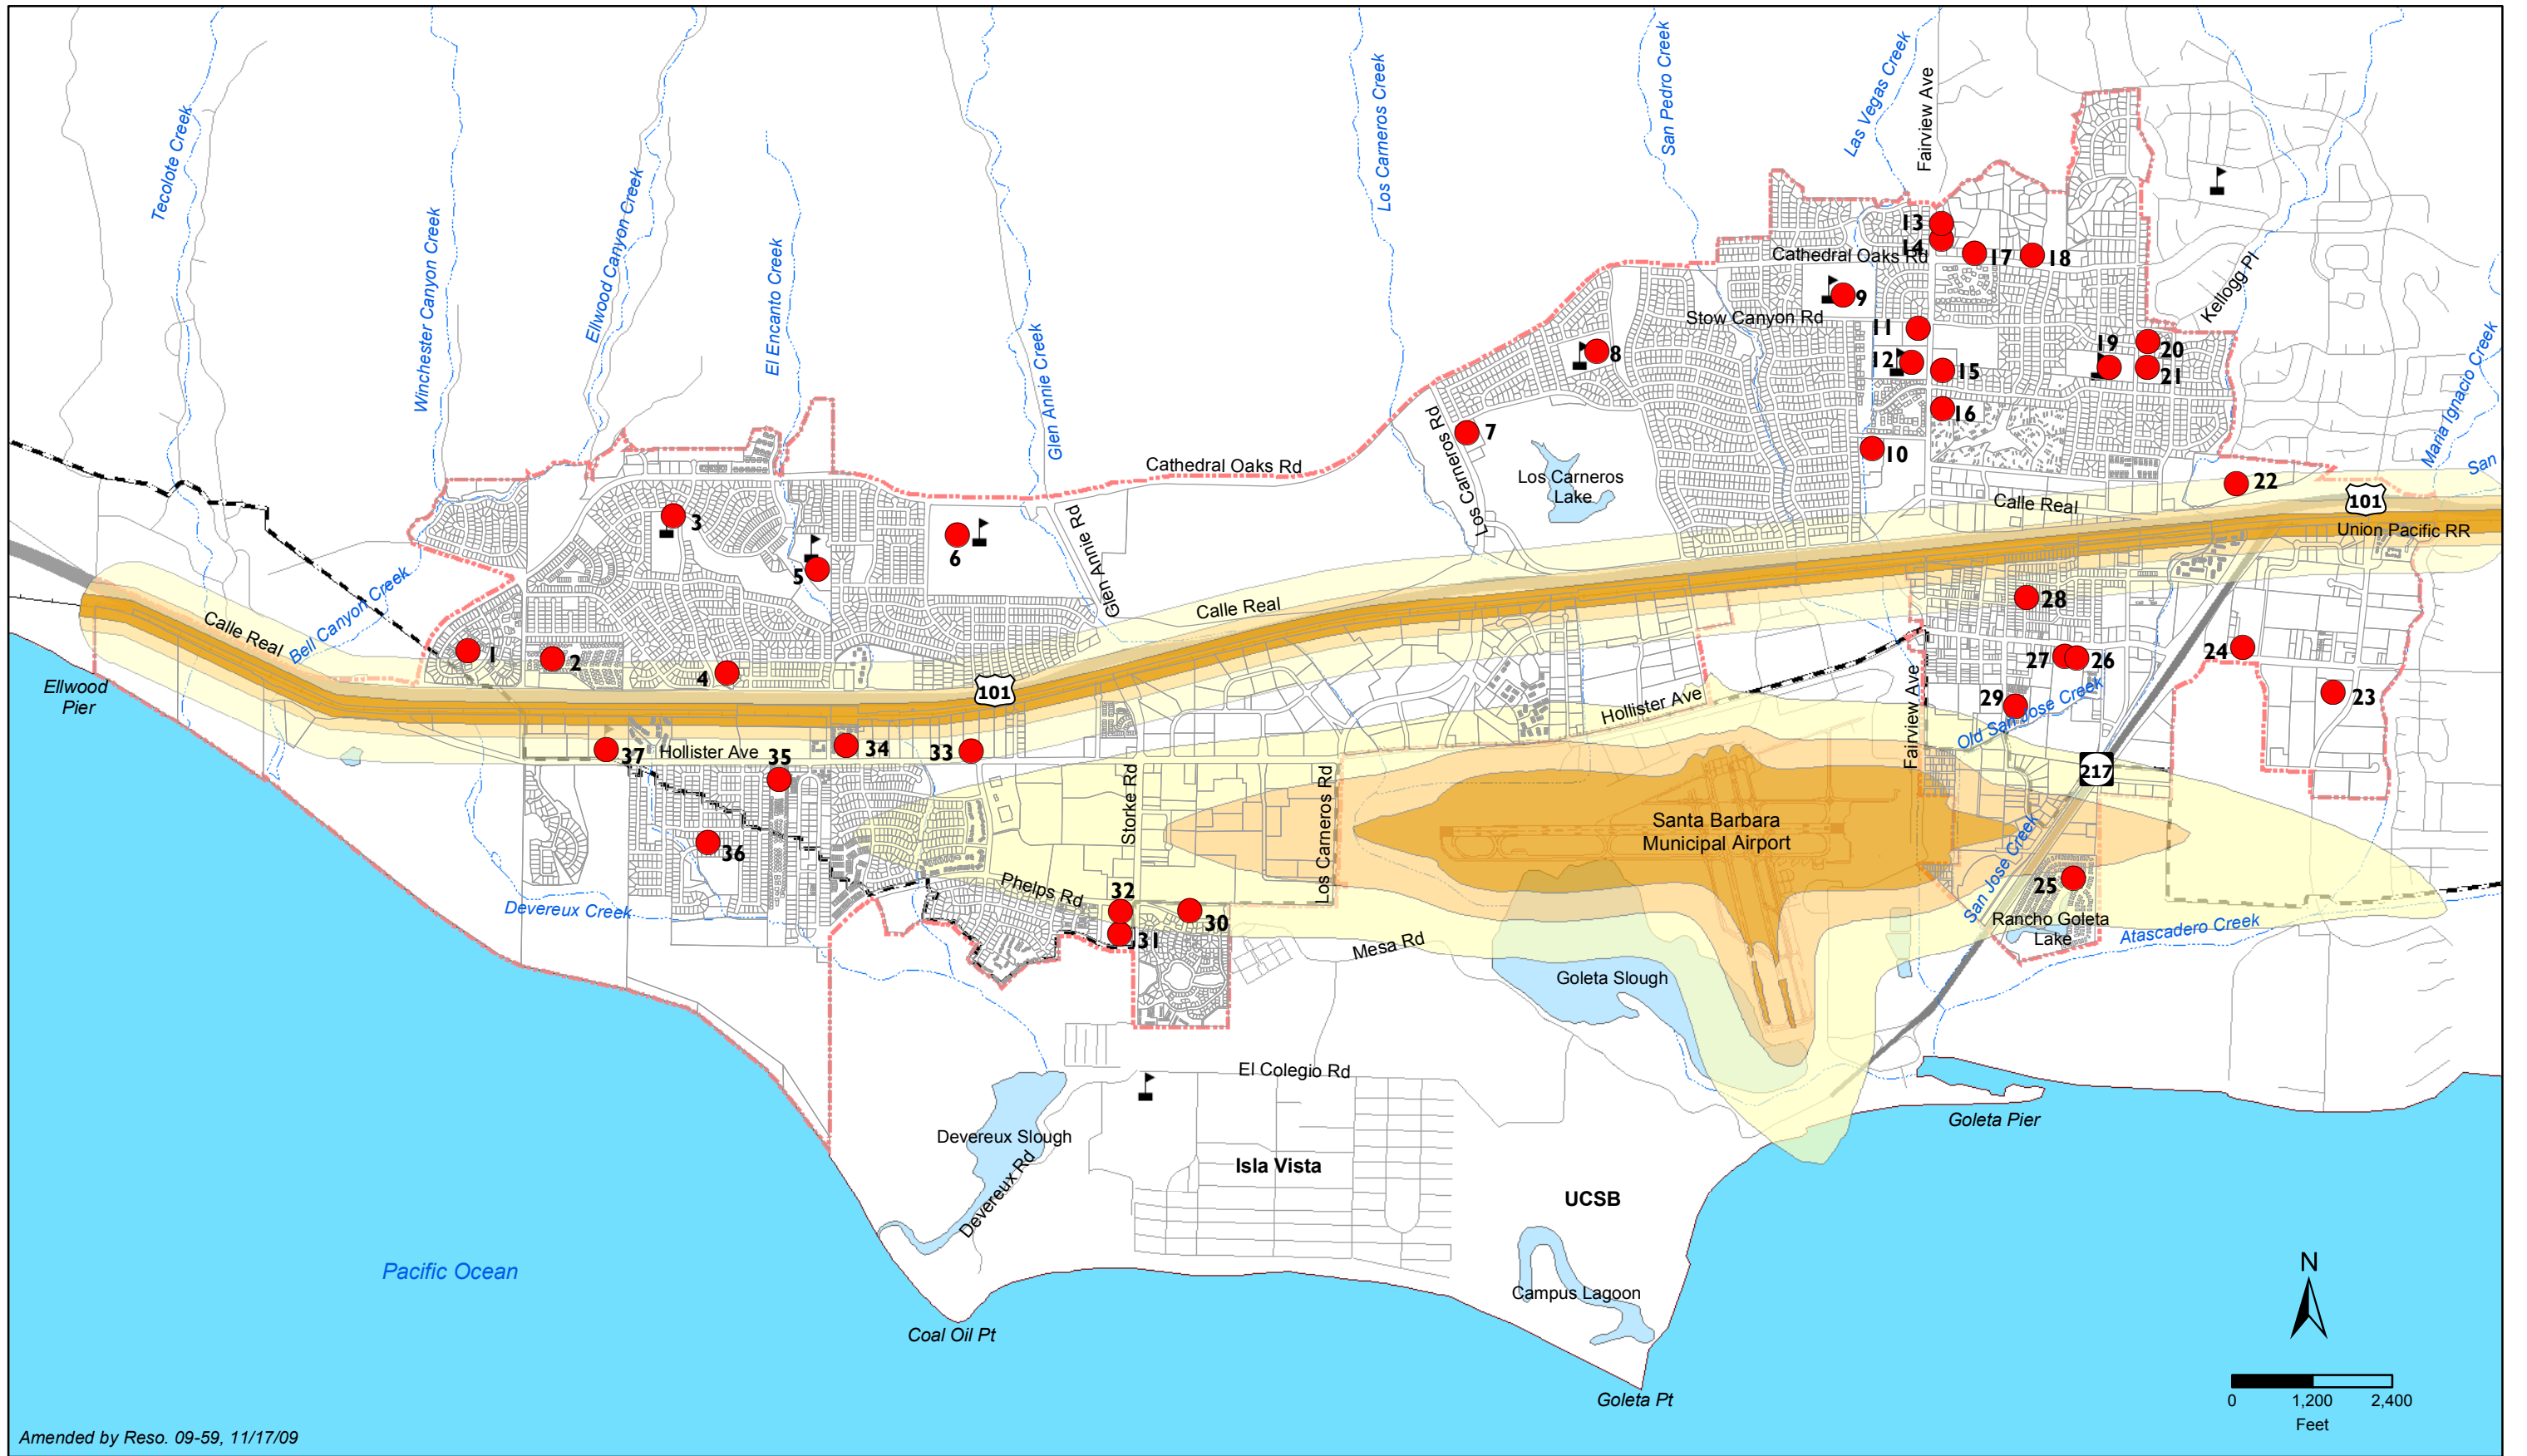 Tecolote Creek
Winchester Canyon Creek
Ellwood Canyon Creek
El Encanto Creek
Glen Annie Creek
Los Carneros Creek
San Pedro Creek
Las Vegas Creek
Fairview Ave
13
14
Cathedral Oaks Rd
17
18
9
Kellogg Pl
Stow Canyon Rd
11
8
12
15
19
20
21
16
Maria Ignacio Creek
San
Los Carneros Rd
7
10
Cathedral Oaks Rd
Los Carneros
Lake
Los Carneros Rd
22
Calle Real
101
Union Pacific RR
3
6
5
Glen Annie Rd
Bell Canyon Creek
Calle Real
Calle Real
28
1
2
4
101
27
26
24
23
29
Old San Jose Creek
Fairview Ave
Hollister Ave
Ellwood
Pier
37
Hollister Ave
35
34
33
217
Storke Rd
Los Carneros Rd
Santa Barbara
Municipal Airport
36
Phelps Rd
32
31
30
San Jose Creek
25
Rancho Goleta
Lake
Atascadero Creek
Devereux Creek
Mesa Rd
Goleta Slough
El Colegio Rd
Goleta Pier
Devereux Slough
Devereux Rd
Isla Vista
UCSB
Pacific Ocean
Campus Lagoon
Coal Oil Pt
Goleta Pt
N
0 1,200 2,400
Feet
Amended by Reso. 09-59, 11/17/09